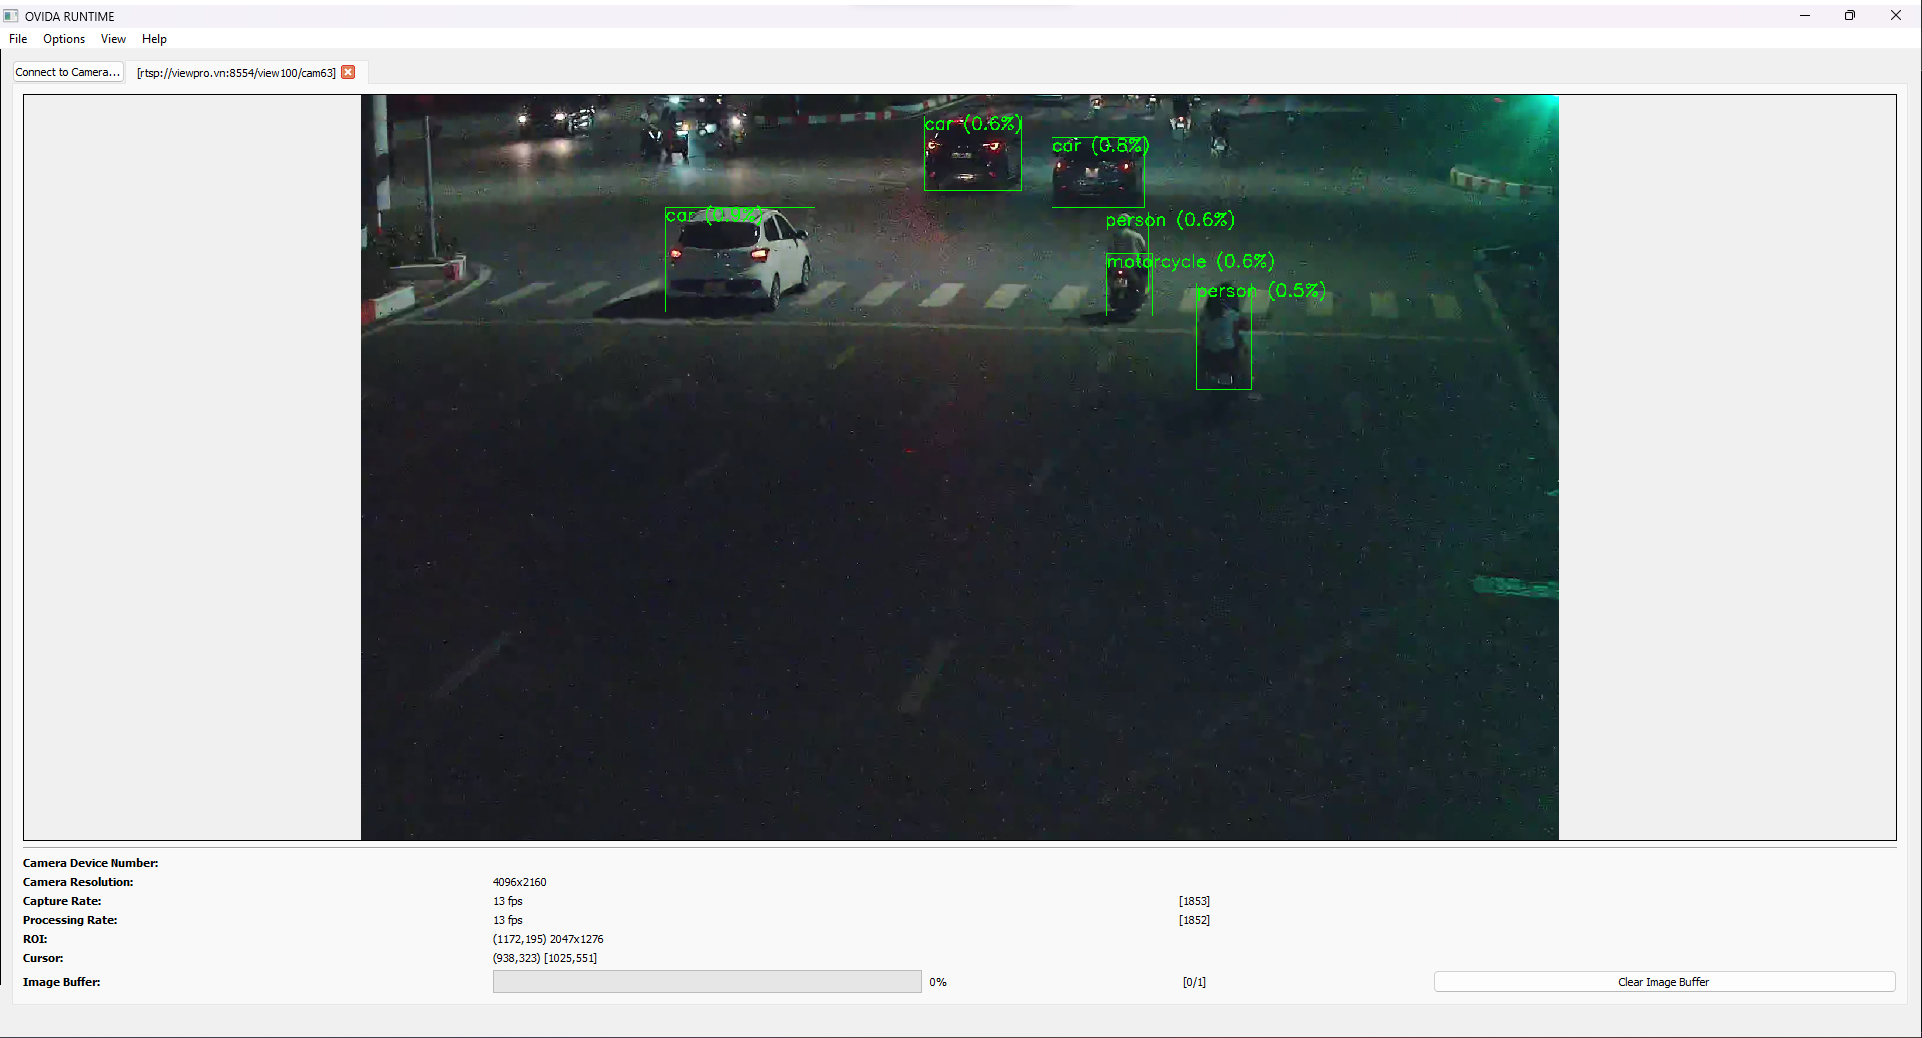 OVIDA RUNTIME
File Options View Help
Connect to Camera... [rtsp://viewpro.vn:8554/view100/cam63]
car (0.6%)
car (0.8%)
car (0.8%)
person (0.6%)
motorcycle (0.6%)
person (0.5%)
Camera Device Number:
Camera Resolution: 4096x2160
Capture Rate: 13 fps [1853]
Processing Rate: 13 fps [1852]
ROI: (1172,195) 2047x1276
Cursor: (938,323) [1025,551]
Image Buffer: 0% [0/1] Clear Image Buffer